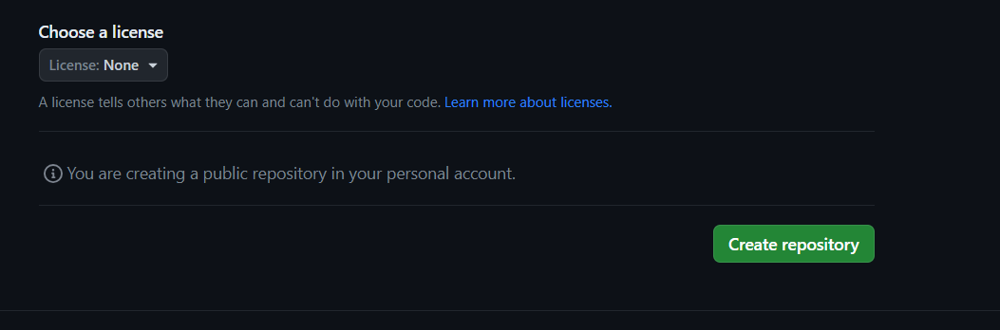 Choose a license
License: None
A license tells others what they can and can't do with your code. Learn more about licenses.
You are creating a public repository in your personal account.
Create repository